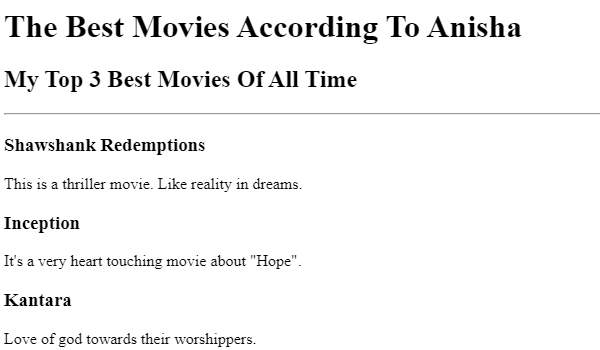 The Best Movies According To Anisha
My Top 3 Best Movies Of All Time
Shawshank Redemptions
This is a thriller movie. Like reality in dreams.
Inception
It's a very heart touching movie about "Hope".
Kantara
Love of god towards their worshippers.